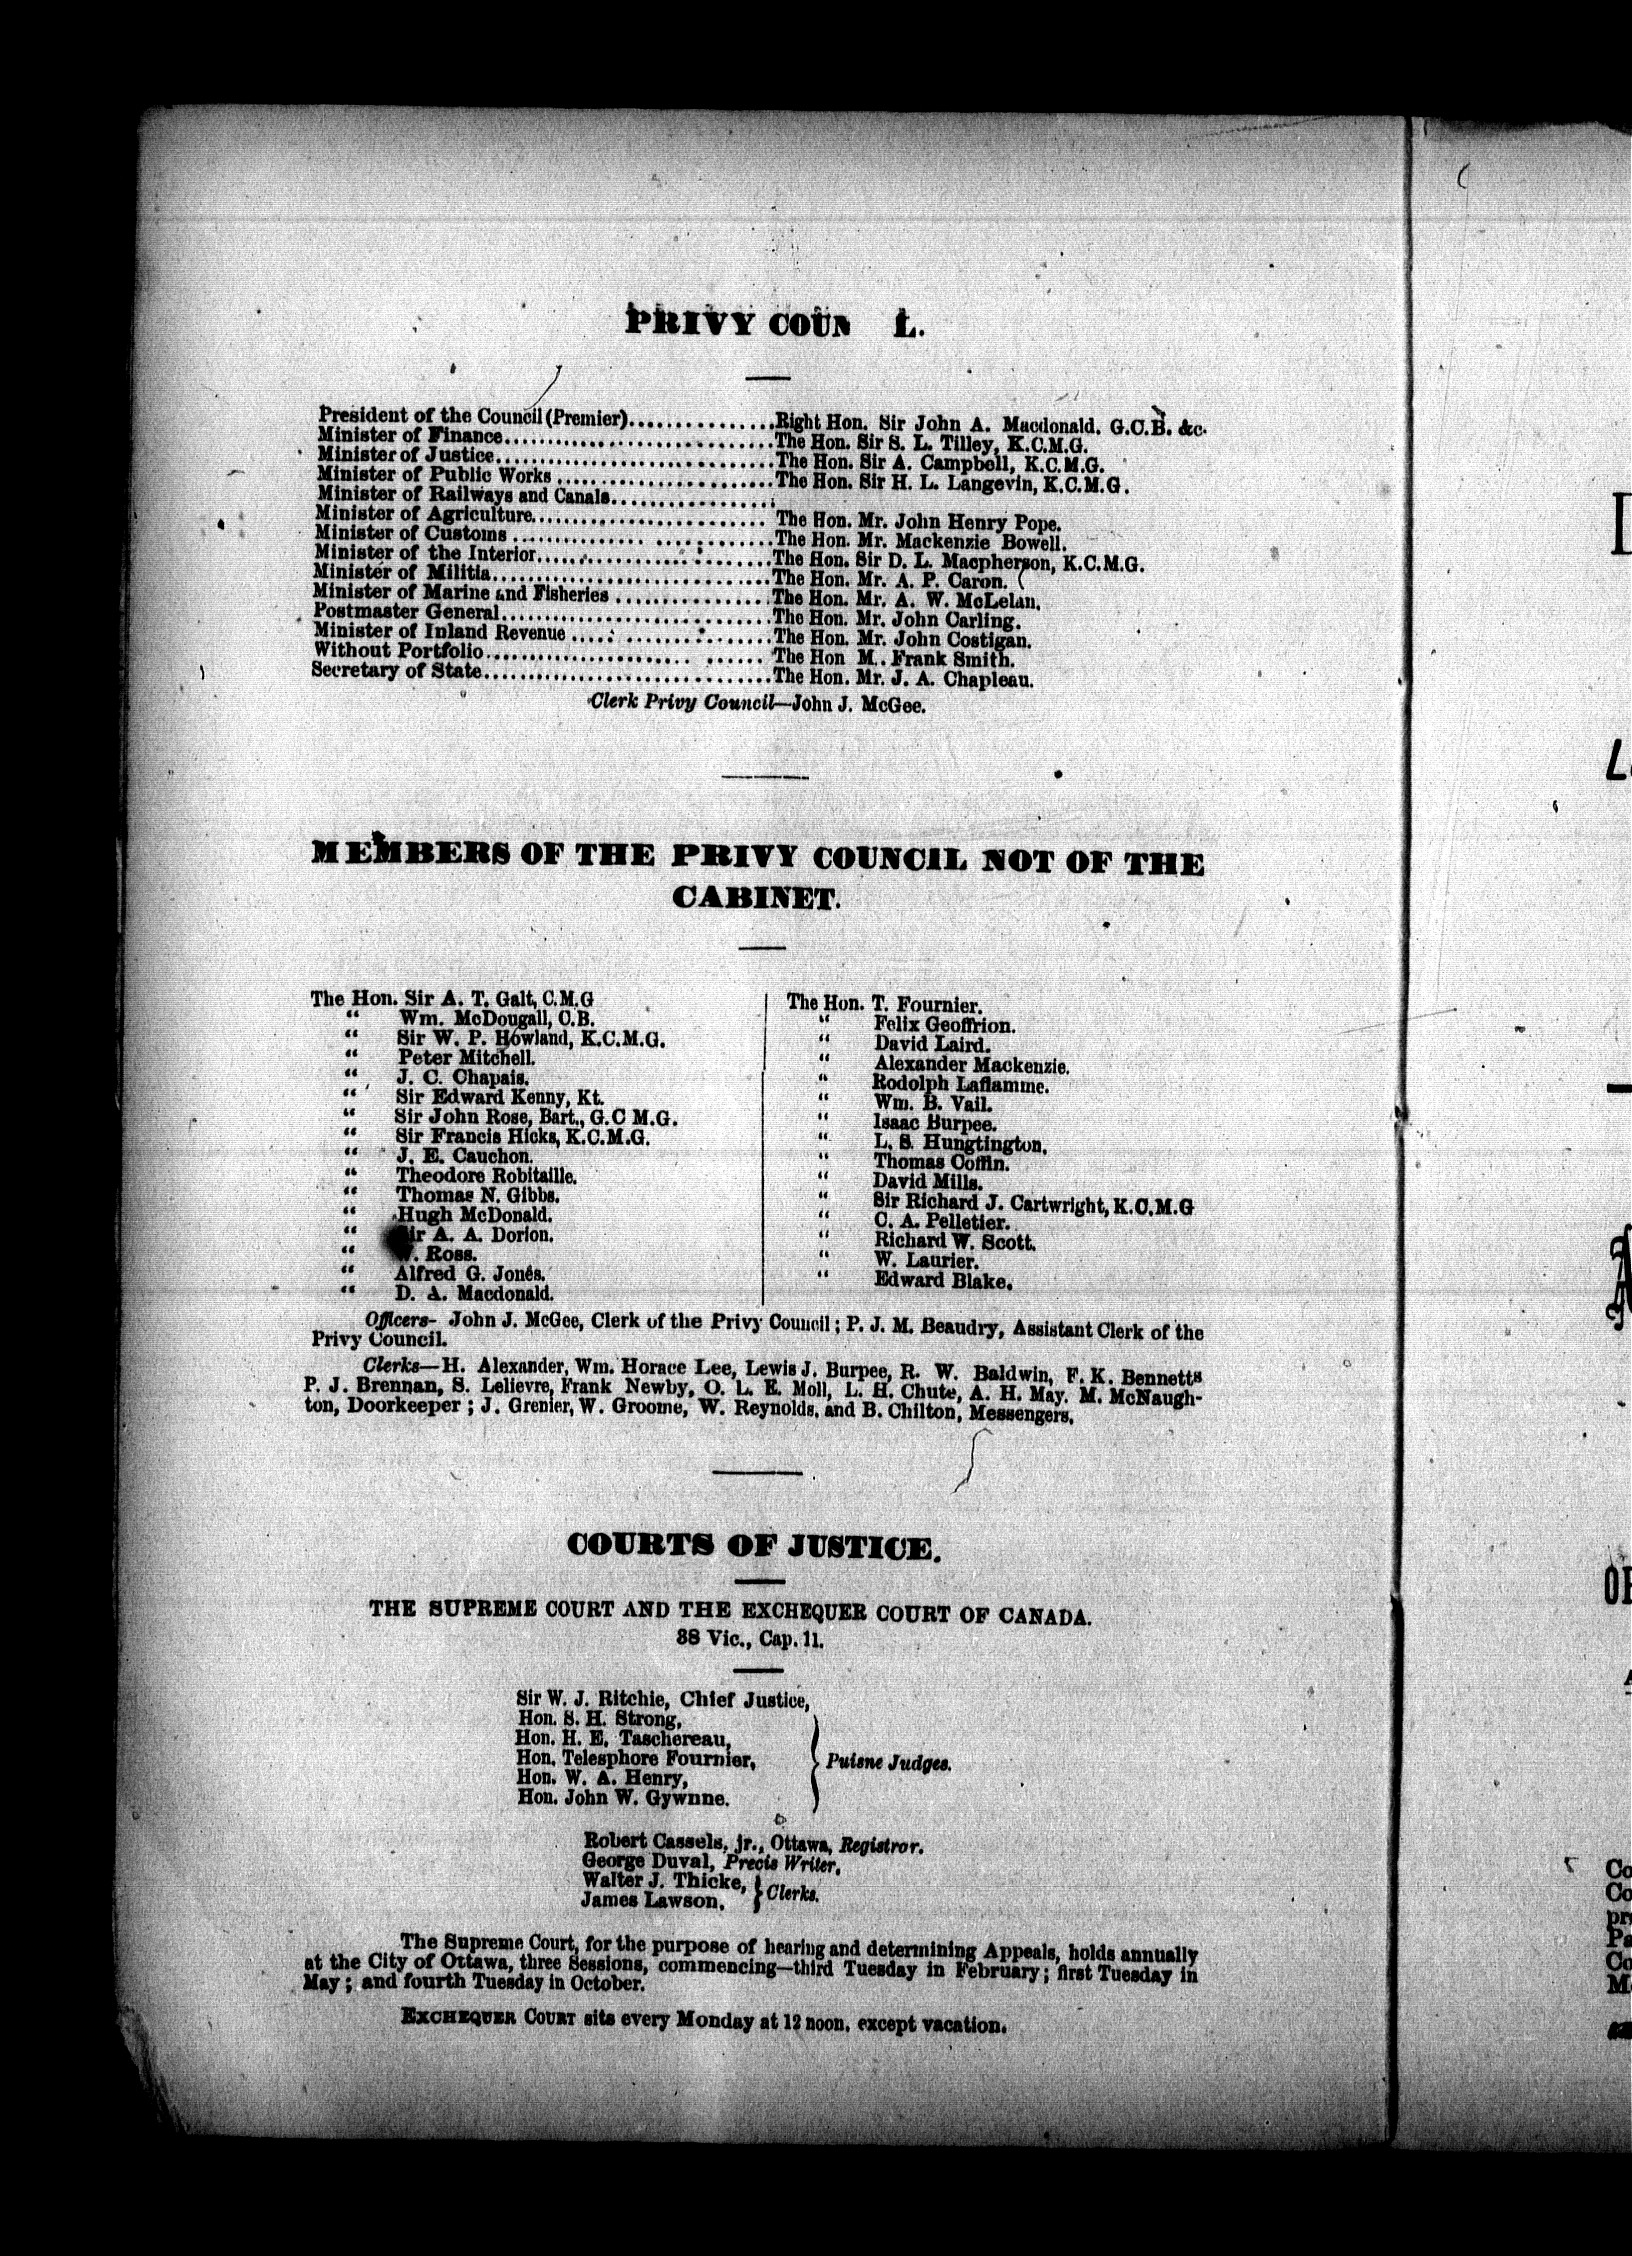 PRIVY COUN L.
President of the Council (Premier)...............Right Hon. Sir John A. Macdonald. G.C.B. &c.
Minister of Finance..............................The Hon. Sir S. L. Tilley, K.C.M.G.
Minister of Justice..............................The Hon. Sir A. Campbell, K.C.M.G.
Minister of Public Works ........................The Hon. Sir H. L. Langevin, K.C.M.G.
Minister of Railways and Canals..................
Minister of Agriculture.......................... The Hon. Mr. John Henry Pope.
Minister of Customs .............................The Hon. Mr. Mackenzie Bowell.
Minister of the Interior.........................The Hon. Sir D. L. Macpherson, K.C.M.G.
Minister of Militia..............................The Hon. Mr. A. P. Caron.
Minister of Marine and Fisheries ................The Hon. Mr. A. W. McLelan.
Postmaster General...............................The Hon. Mr. John Carling.
Minister of Inland Revenue ......................The Hon. Mr. John Costigan.
Without Portfolio............................ The Hon M.. Frank Smith.
Secretary of State...............................The Hon. Mr. J. A. Chapleau.
Clerk Privy Council—John J. McGee.
MEMBERS OF THE PRIVY COUNCIL NOT OF THE
CABINET.
The Hon. Sir A. T. Galt, C.M.G
" Wm. McDougall, C.B.
" Sir W. P. Howland, K.C.M.G.
" Peter Mitchell.
" J. C. Chapais.
" Sir Edward Kenny, Kt.
" Sir John Rose, Bart., G.C M.G.
" Sir Francis Hicks, K.C.M.G.
" J. E. Cauchon.
" Theodore Robitaille.
" Thomas N. Gibbs.
" Hugh McDonald.
" ir A. A. Dorion.
" . Ross.
" Alfred G. Jones.
" D. A. Macdonald.
The Hon. T. Fournier.
" Felix Geoffrion.
" David Laird.
" Alexander Mackenzie.
" Rodolph Laflamme.
" Wm. B. Vail.
" Isaac Burpee.
" L. S. Hungtington.
" Thomas Coffin.
" David Mills.
" Sir Richard J. Cartwright, K.C.M.G
" C. A. Pelletier.
" Richard W. Scott.
" W. Laurier.
" Edward Blake.
Officers- John J. McGee, Clerk of the Privy Council; P. J. M. Beaudry, Assistant Clerk of the
Privy Council.
Clerks—H. Alexander, Wm. Horace Lee, Lewis J. Burpee, R. W. Baldwin, F. K. Bennetts
P. J. Brennan, S. Lelievre, Frank Newby, O. L. E. Moll, L. H. Chute, A. H. May. M. McNaugh-
ton, Doorkeeper ; J. Grenier, W. Groome, W. Reynolds, and B. Chilton, Messengers.
COURTS OF JUSTICE.
THE SUPREME COURT AND THE EXCHEQUER COURT OF CANADA.
38 Vic., Cap. 11.
Sir W. J. Ritchie, Chief Justice,
Hon. S. H. Strong,
Hon. H. E. Taschereau,
Hon. Telesphore Fournier, } Puisne Judges.
Hon. W. A. Henry,
Hon. John W. Gywnne.
Robert Cassels, jr., Ottawa, Registror.
George Duval, Precis Writer.
Walter J. Thicke, } Clerks.
James Lawson,
The Supreme Court, for the purpose of hearing and determining Appeals, holds annually
at the City of Ottawa, three Sessions, commencing—third Tuesday in February; first Tuesday in
May ; and fourth Tuesday in October.
EXCHEQUER COURT sits every Monday at 12 noon, except vacation.